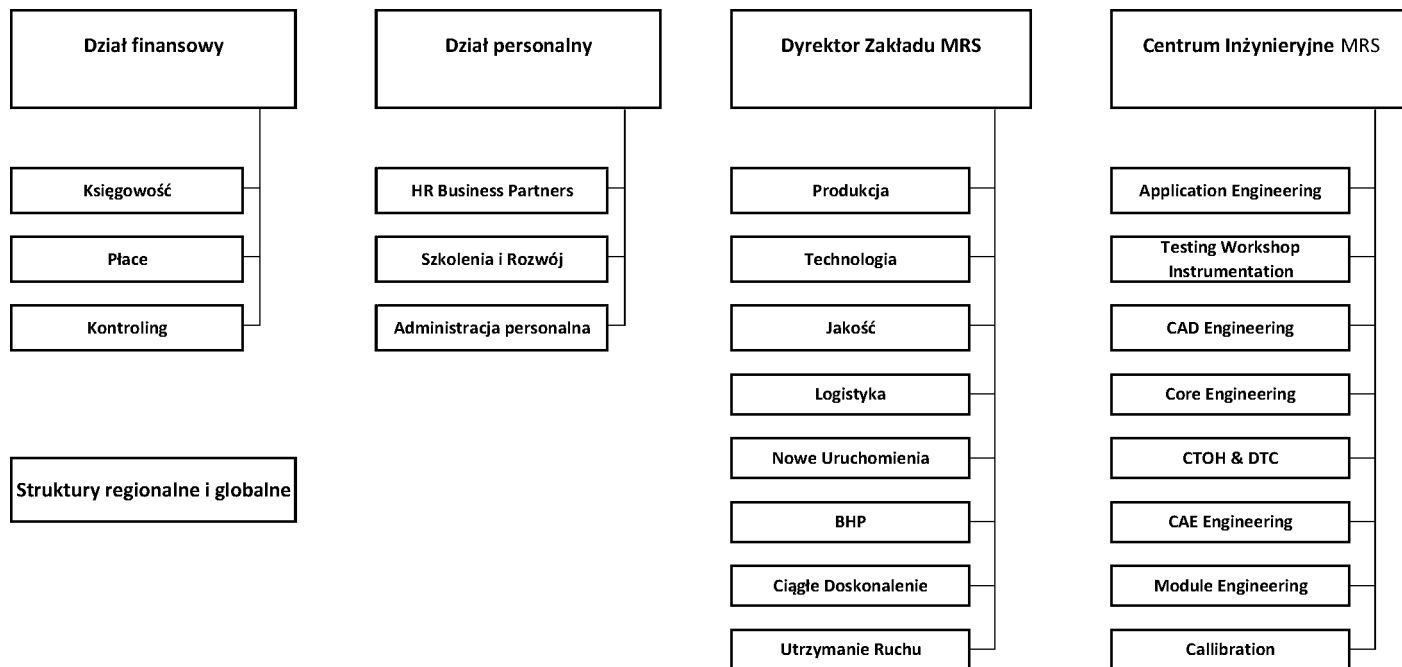 Dział finansowy
Księgowość
Płace
Kontroling
Struktury regionalne i globalne
Dział personalny
HR Business Partners
Szkolenia i Rozwój
Administracja personalna
Dyrektor Zakładu MRS
Produkcja
Technologia
Jakość
Logistyka
Nowe Uruchomienia
BHP
Ciągłe Doskonalenie
Utrzymanie Ruchu
Centrum Inżynieryjne MRS
Application Engineering
Testing Workshop
Instrumentation
CAD Engineering
Core Engineering
CTOH & DTC
CAE Engineering
Module Engineering
Callibration